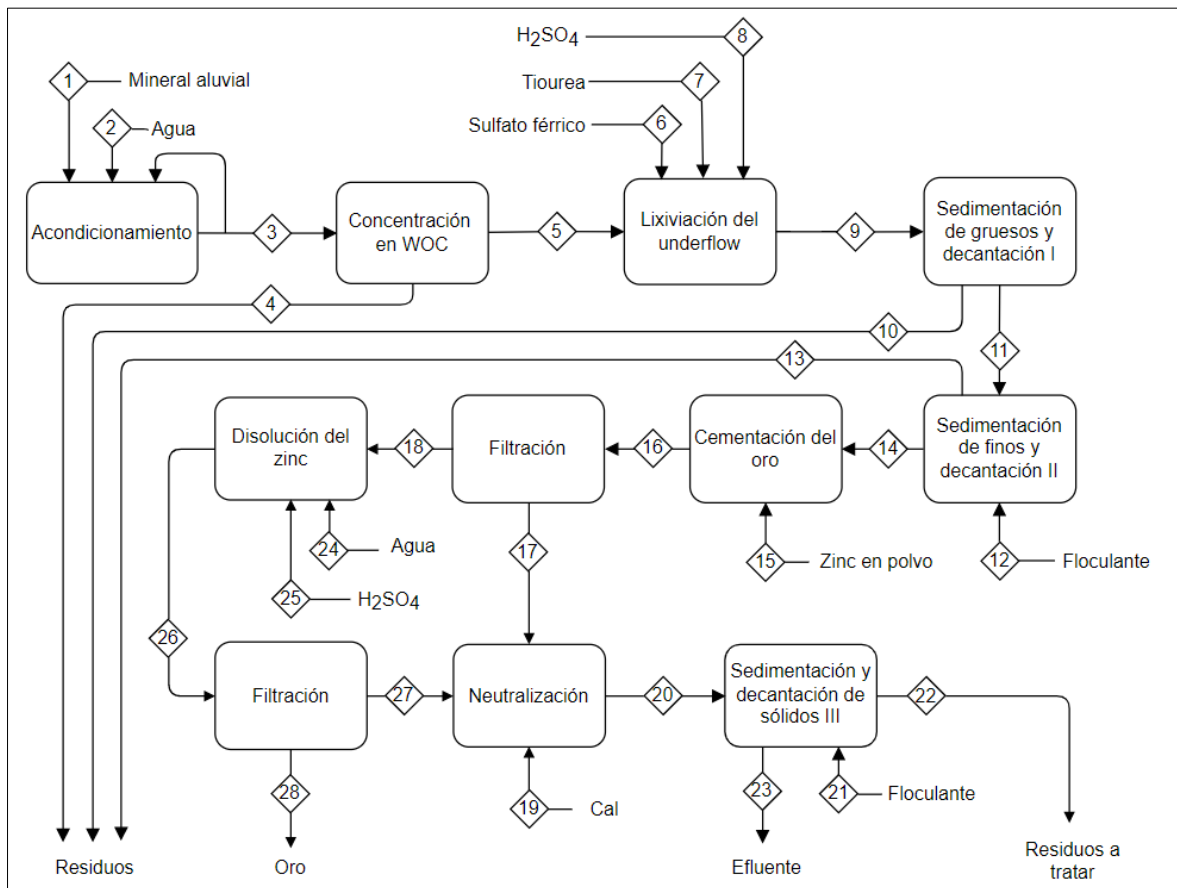 H2SO4
8
1
Mineral aluvial
Tiourea
7
2
Agua
Sulfato férrico
6
Acondicionamiento
3
Concentración
en WOC
5
Lixiviación del
underflow
9
Sedimentación
de gruesos y
decantación I
4
10
11
13
Disolución del
zinc
18
Filtración
16
Cementación del
oro
14
Sedimentación
de finos y
decantación II
24
Agua
17
15
Zinc en polvo
12
Floculante
25
H2SO4
26
Filtración
27
Neutralización
20
Sedimentación y
decantación de
sólidos III
22
28
19
Cal
23
21
Floculante
Residuos
Oro
Efluente
Residuos a
tratar